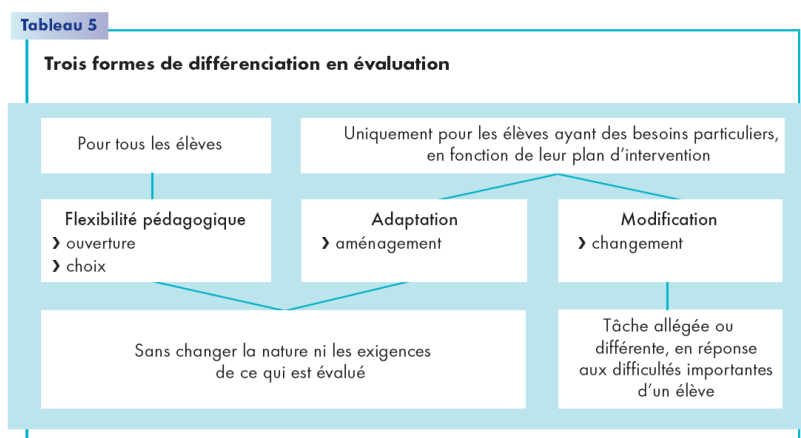 Tableau 5
Trois formes de différenciation en évaluation
Pour tous les élèves
Uniquement pour les élèves ayant des besoins particuliers,
en fonction de leur plan d’intervention
Flexibilité pédagogique
❯ ouverture
❯ choix
Adaptation
❯ aménagement
Modification
❯ changement
Sans changer la nature ni les exigences
de ce qui est évalué
Tâche allégée ou
différente, en réponse
aux difficultés importantes
d’un élève